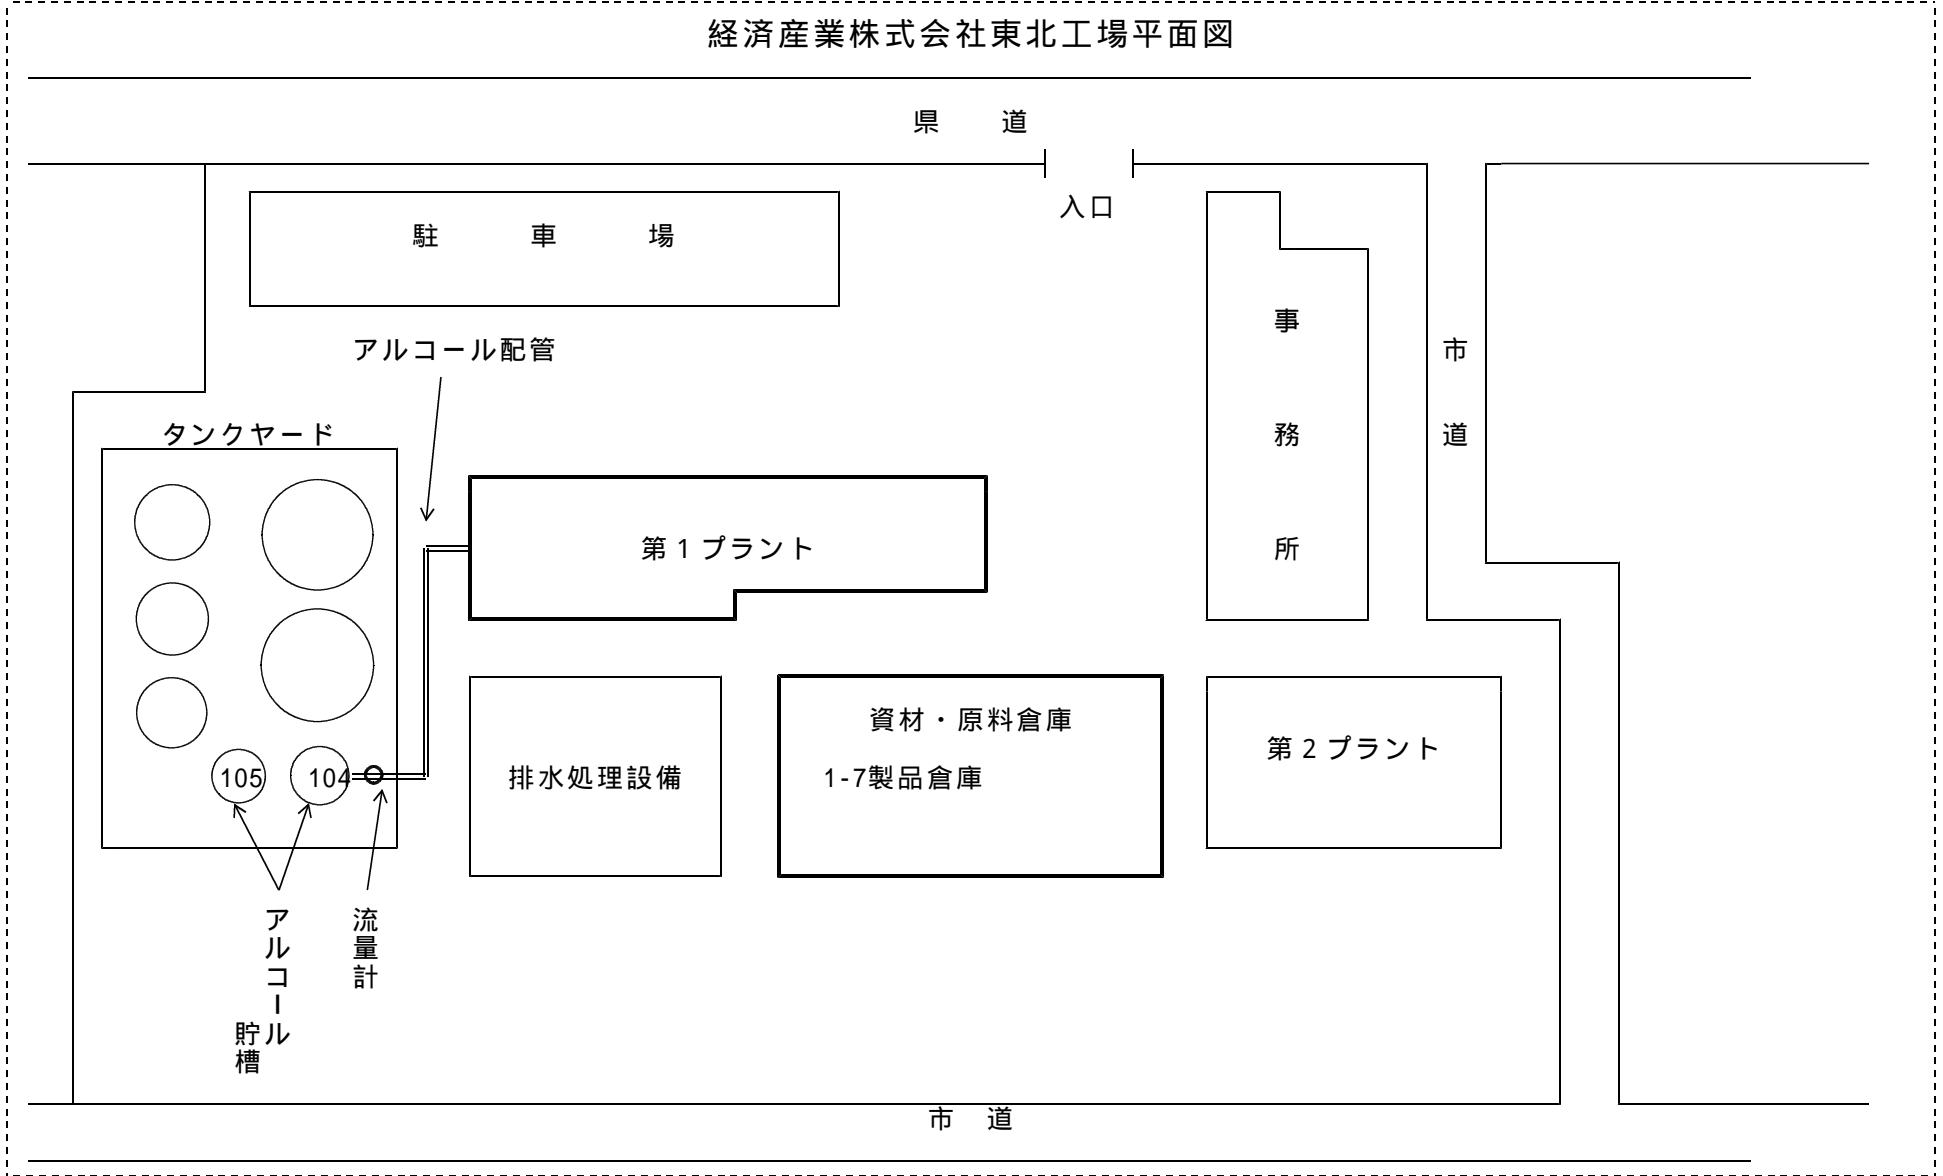 経済産業株式会社東北工場平面図
県　道
入口
駐　車　場
アルコール配管
事務所
市道
タンクヤード
第1プラント
資材・原料倉庫
第2プラント
105
104
排水処理設備
1-7製品倉庫
アルコール
貯槽
流量計
市　道